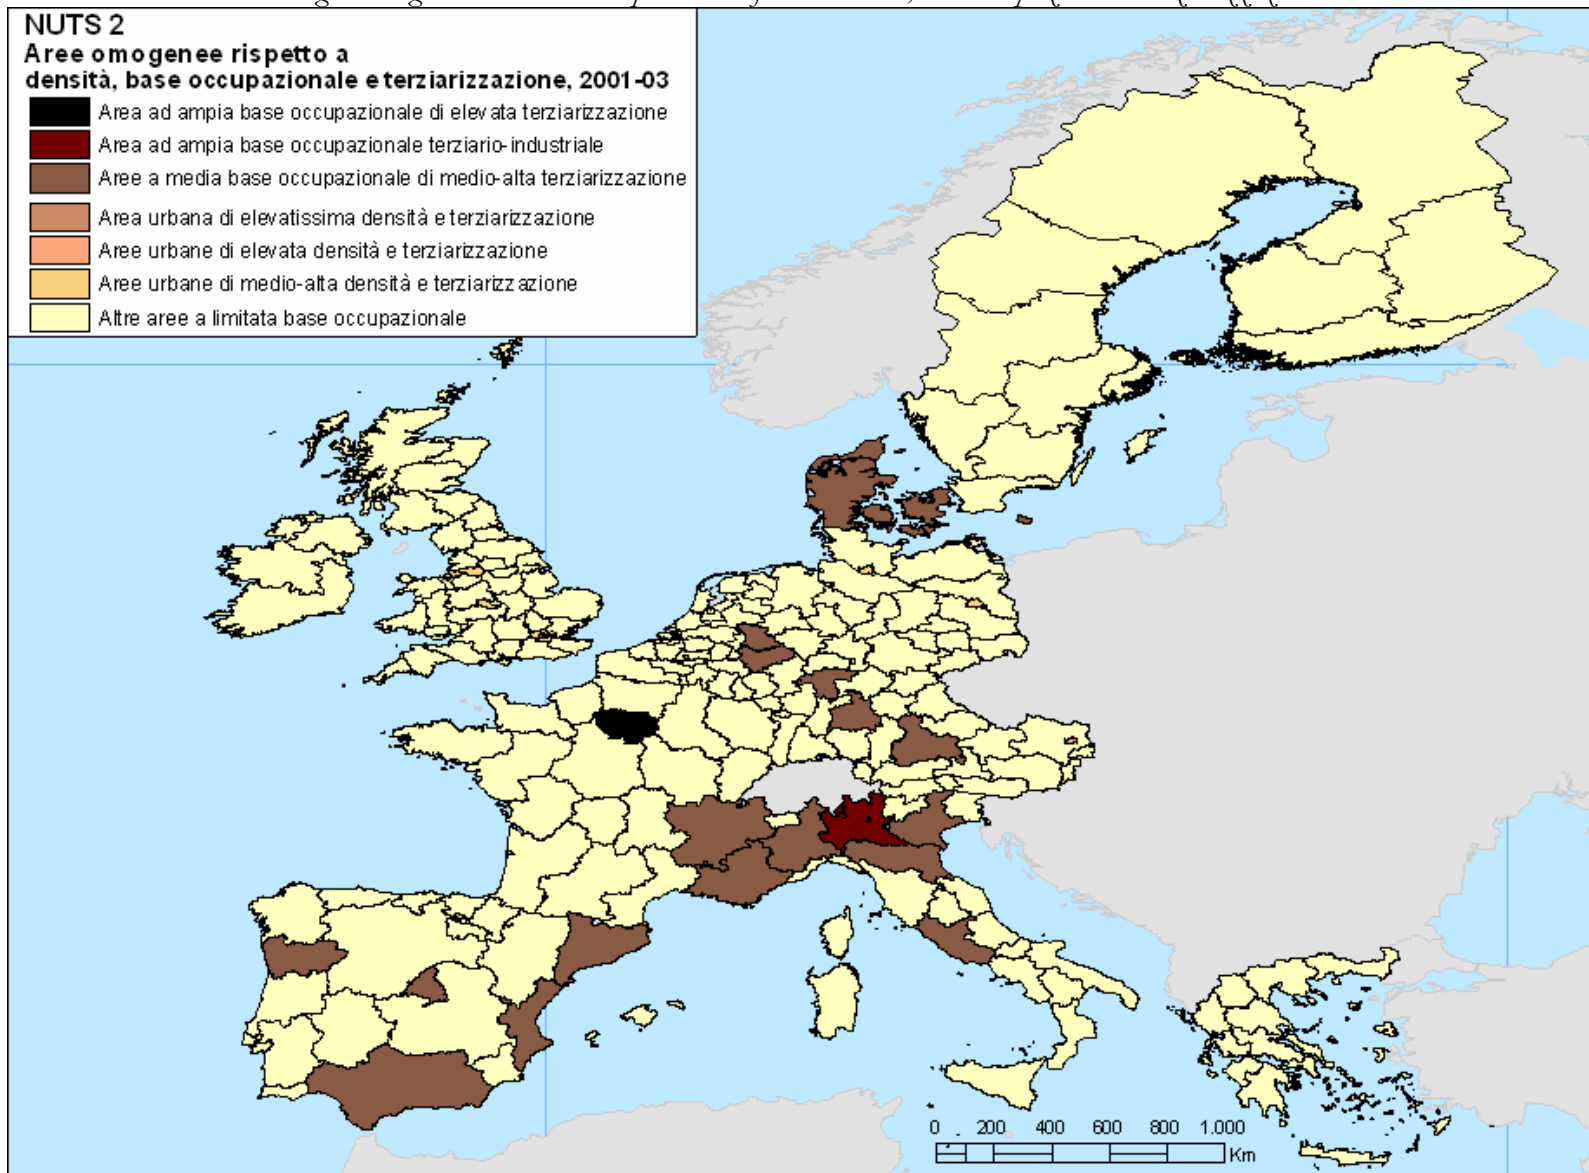 NUTS 2
Aree omogenee rispetto a
densità, base occupazionale e terziarizzazione, 2001-03
Area ad ampia base occupazionale di elevata terziarizzazione
Area ad ampia base occupazionale terziario-industriale
Aree a media base occupazionale di medio-alta terziarizzazione
Area urbana di elevatissima densità e terziarizzazione
Aree urbane di elevata densità e terziarizzazione
Aree urbane di medio-alta densità e terziarizzazione
Altre aree a limitata base occupazionale
0 200 400 600 800 1.000
Km